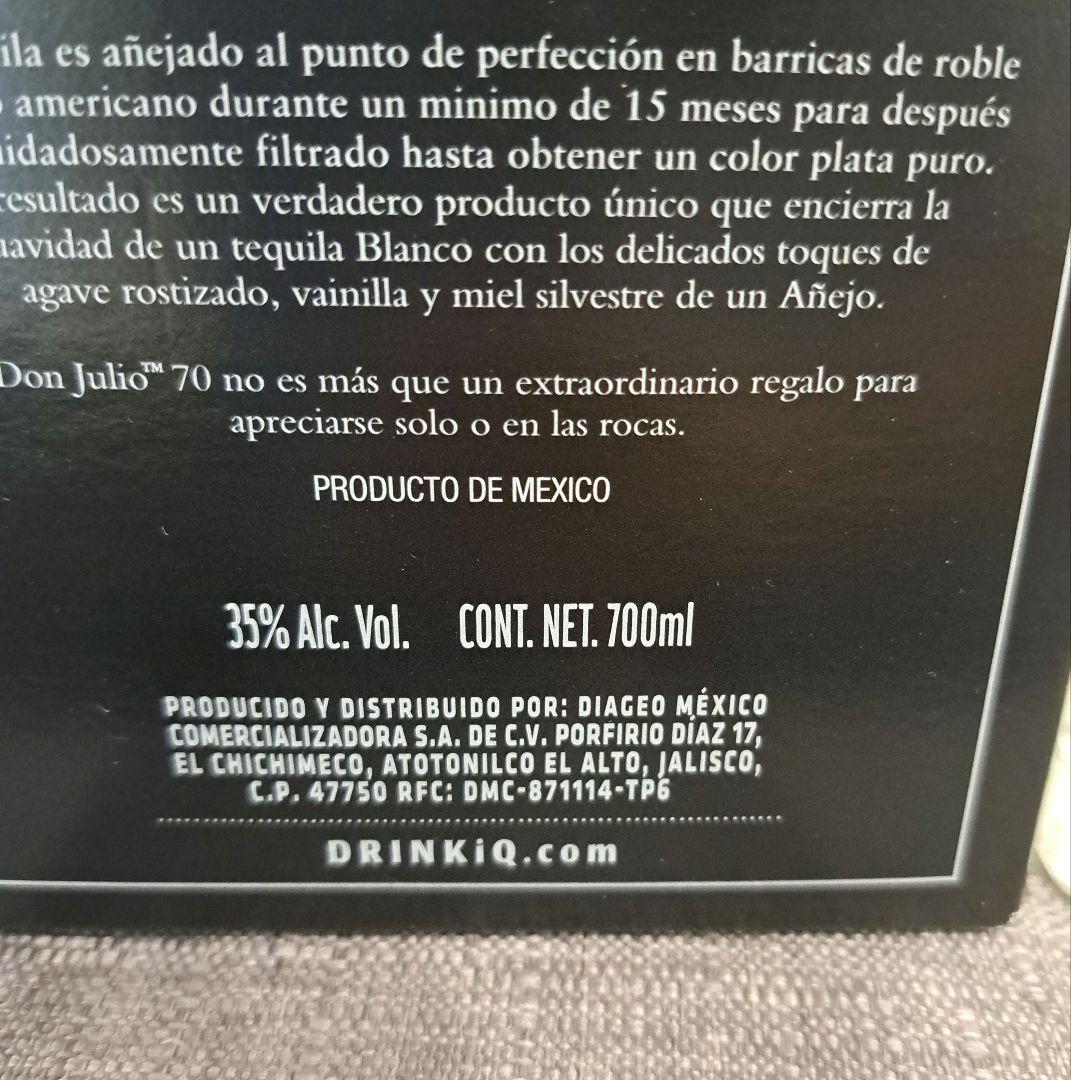 es añejado al punto de perfección en barricas de roble
americano durante un minimo de 15 meses para después
filtrado hasta obtener un color plata puro.
resultado es un verdadero producto único que encierra la
de un tequila Blanco con los delicados toques de
agave rostizado, vainilla y miel silvestre de un Añejo.
Don Julio™ 70 no es más que un extraordinario regalo para
apreciarse solo o en las rocas.
PRODUCTO DE MEXICO
35% Alc. Vol. CONT. NET. 700ml
PRODUCIDO Y DISTRIBUIDO POR: DIAGEO MÉXICO
COMERCIALIZADORA S.A. DE C.V. PORFIRIO DÍAZ 17,
EL CHICHIMECO, ATOTONILCO EL ALTO, JALISCO,
C.P. 47750 RFC: DMC-871114-TP6
DRINKiQ.com